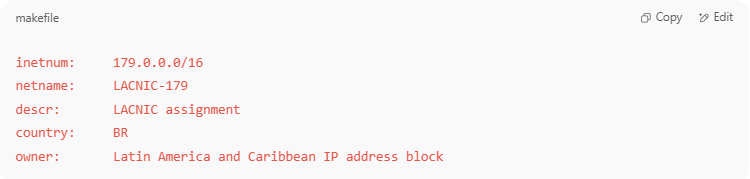 makefile Copy Edit
inetnum: 179.0.0.0/16
netname: LACNIC-179
descr: LACNIC assignment
country: BR
owner: Latin America and Caribbean IP address block